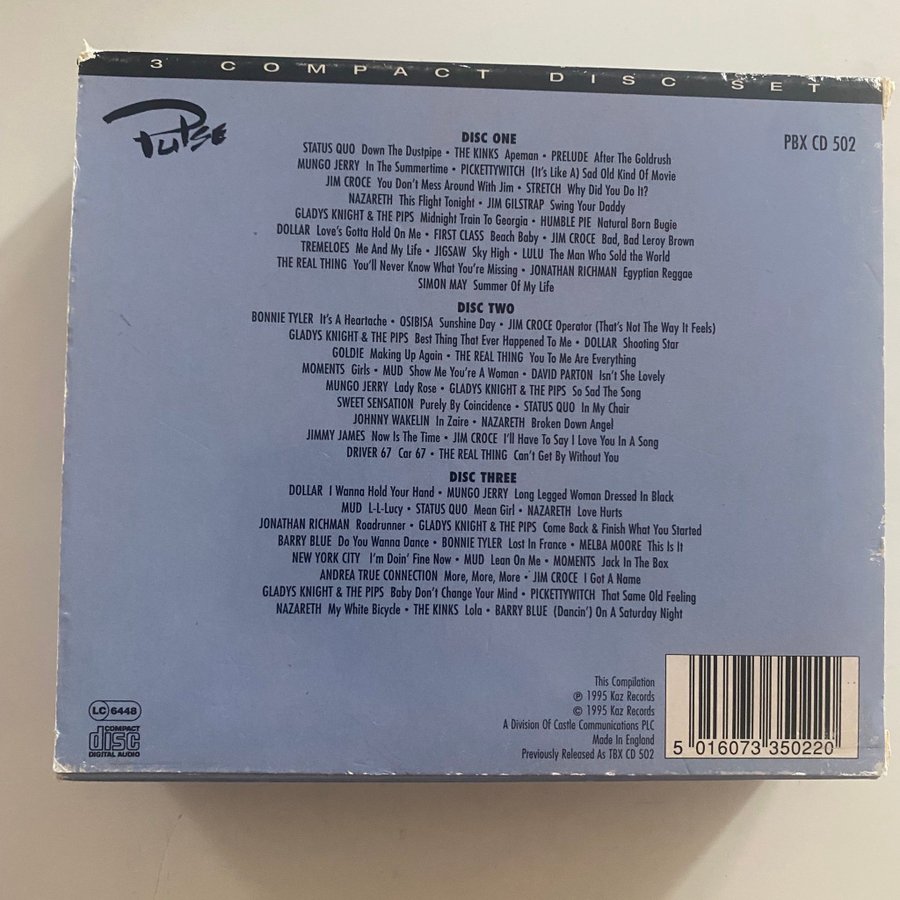 3 COMPACT DISC SET
Pulse
PBX CD 502
DISC ONE
STATUS QUO Down The Dustpipe • THE KINKS Apeman • PRELUDE After The Goldrush
MUNGO JERRY In The Summertime • PICKETTYWITCH (It's Like A) Sad Old Kind Of Movie
JIM CROCE You Don't Mess Around With Jim • STRETCH Why Did You Do It?
NAZARETH This Flight Tonight • JIM GILSTRAP Swing Your Daddy
GLADYS KNIGHT & THE PIPS Midnight Train To Georgia • HUMBLE PIE Natural Born Bugie
DOLLAR Love's Gotta Hold On Me • FIRST CLASS Beach Baby • JIM CROCE Bad, Bad Leroy Brown
TREMELOES Me And My Life • JIGSAW Sky High • LULU The Man Who Sold the World
THE REAL THING You'll Never Know What You're Missing • JONATHAN RICHMAN Egyptian Reggae
SIMON MAY Summer Of My Life
DISC TWO
BONNIE TYLER It's A Heartache • OSIBISA Sunshine Day • JIM CROCE Operator (That's Not The Way It Feels)
GLADYS KNIGHT & THE PIPS Best Thing That Ever Happened To Me • DOLLAR Shooting Star
GOLDIE Making Up Again • THE REAL THING You To Me Are Everything
MOMENTS Girls • MUD Show Me You're A Woman • DAVID PARTON Isn't She Lovely
MUNGO JERRY Lady Rose • GLADYS KNIGHT & THE PIPS So Sad The Song
SWEET SENSATION Purely By Coincidence • STATUS QUO In My Chair
JOHNNY WAKELIN In Zaire • NAZARETH Broken Down Angel
JIMMY JAMES Now Is The Time • JIM CROCE I'll Have To Say I Love You In A Song
DRIVER 67 Car 67 • THE REAL THING Can't Get By Without You
DISC THREE
DOLLAR I Wanna Hold Your Hand • MUNGO JERRY Long Legged Woman Dressed In Black
MUD L-L-Lucy • STATUS QUO Mean Girl • NAZARETH Love Hurts
JONATHAN RICHMAN Roadrunner • GLADYS KNIGHT & THE PIPS Come Back & Finish What You Started
BARRY BLUE Do You Wanna Dance • BONNIE TYLER Lost In France • MELBA MOORE This Is It
NEW YORK CITY I'm Doin' Fine Now • MUD Lean On Me • MOMENTS Jack In The Box
ANDREA TRUE CONNECTION More, More, More • JIM CROCE I Got A Name
GLADYS KNIGHT & THE PIPS Baby Don't Change Your Mind • PICKETTYWITCH That Same Old Feeling
NAZARETH My White Bicycle • THE KINKS Lola • BARRY BLUE (Dancin') On A Saturday Night
This Compilation
℗ 1995 Kaz Records
© 1995 Kaz Records
A Division Of Castle Communications PLC
Made In England
Previously Released As TBX CD 502
LC 6448
COMPACT
disc
DIGITAL AUDIO
5 016073 350220